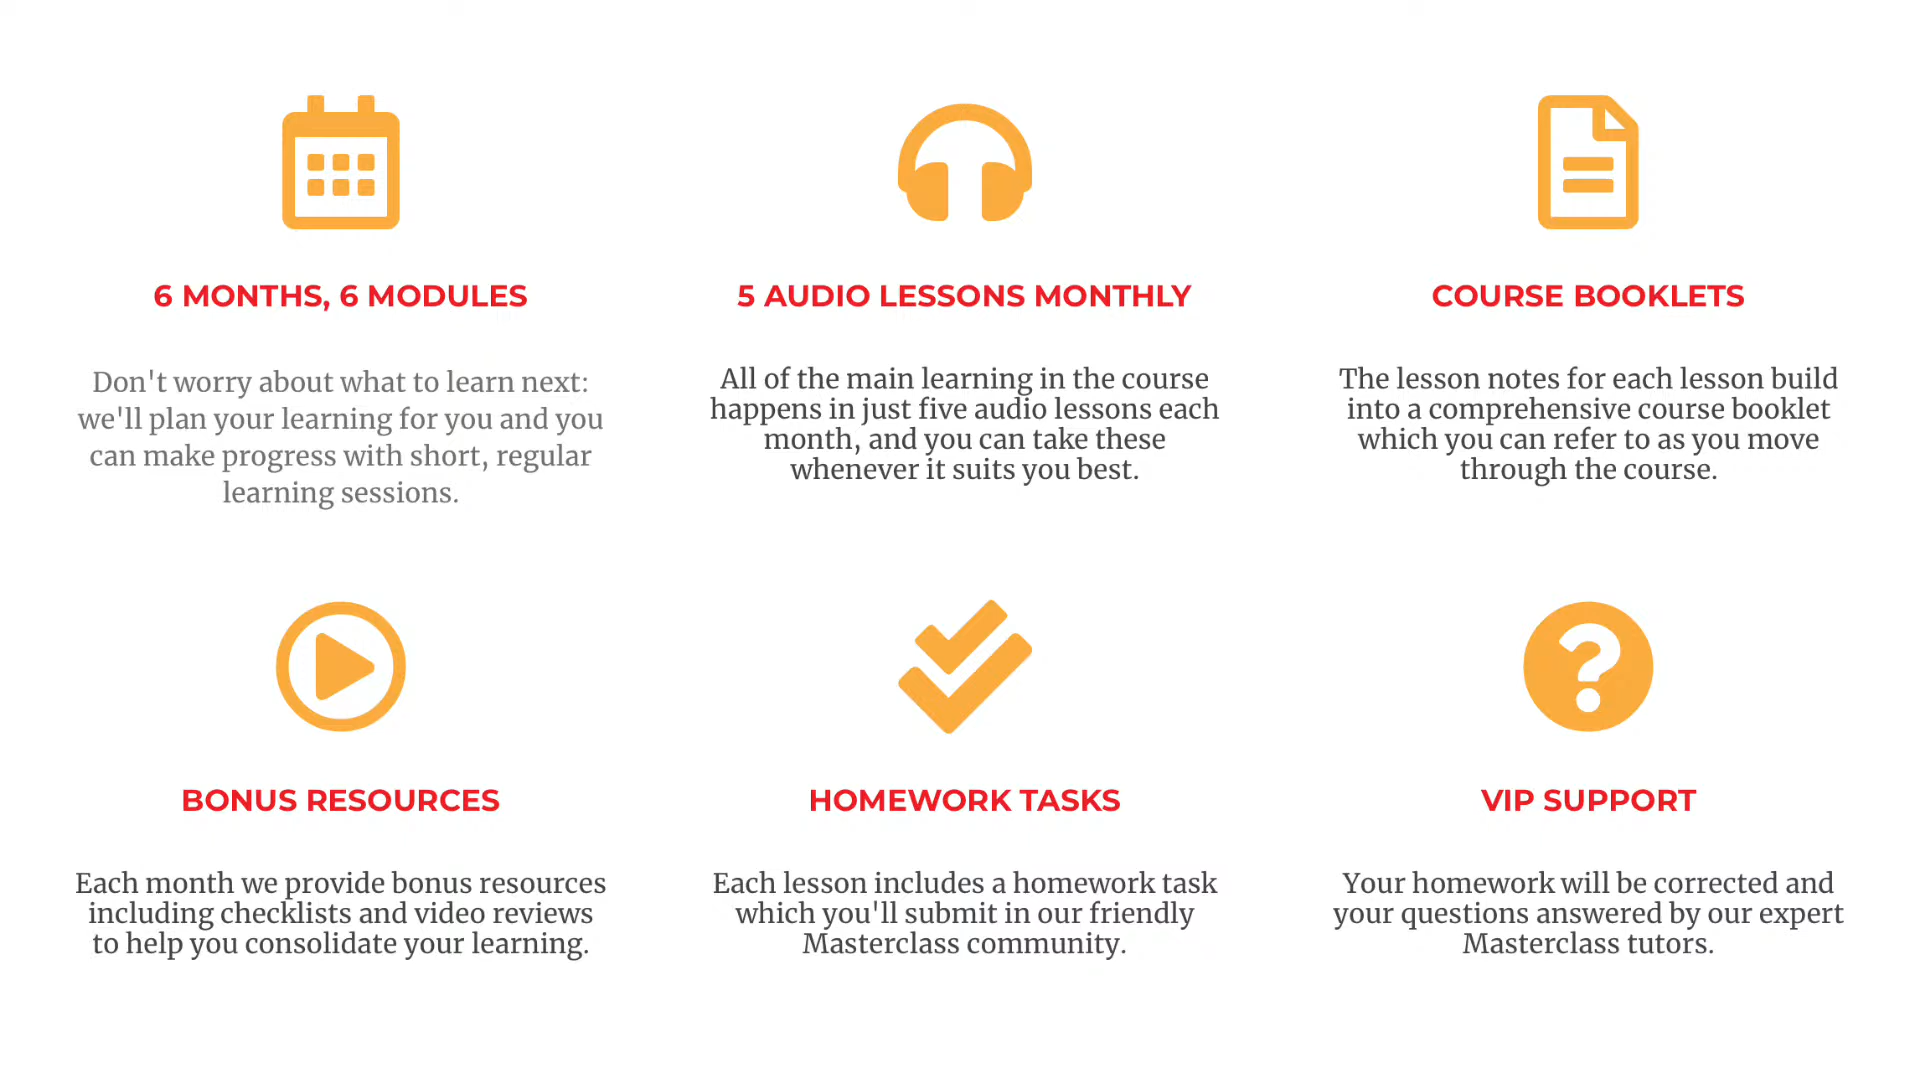 6 MONTHS, 6 MODULES
Don't worry about what to learn next:
we'll plan your learning for you and you
can make progress with short, regular
learning sessions.
5 AUDIO LESSONS MONTHLY
All of the main learning in the course
happens in just five audio lessons each
month, and you can take these
whenever it suits you best.
COURSE BOOKLETS
The lesson notes for each lesson build
into a comprehensive course booklet
which you can refer to as you move
through the course.
BONUS RESOURCES
Each month we provide bonus resources
including checklists and video reviews
to help you consolidate your learning.
HOMEWORK TASKS
Each lesson includes a homework task
which you'll submit in our friendly
Masterclass community.
VIP SUPPORT
Your homework will be corrected and
your questions answered by our expert
Masterclass tutors.